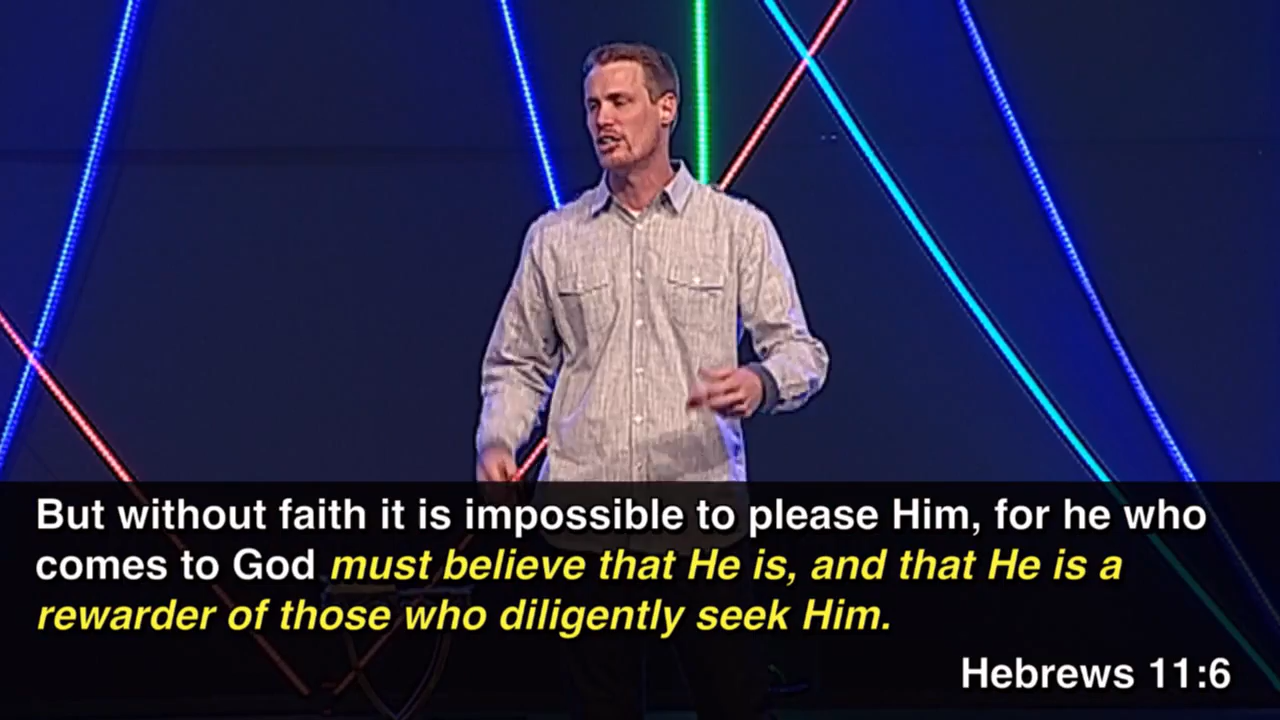 But without faith it is impossible to please Him, for he who
comes to God must believe that He is, and that He is a
rewarder of those who diligently seek Him.
Hebrews 11:6